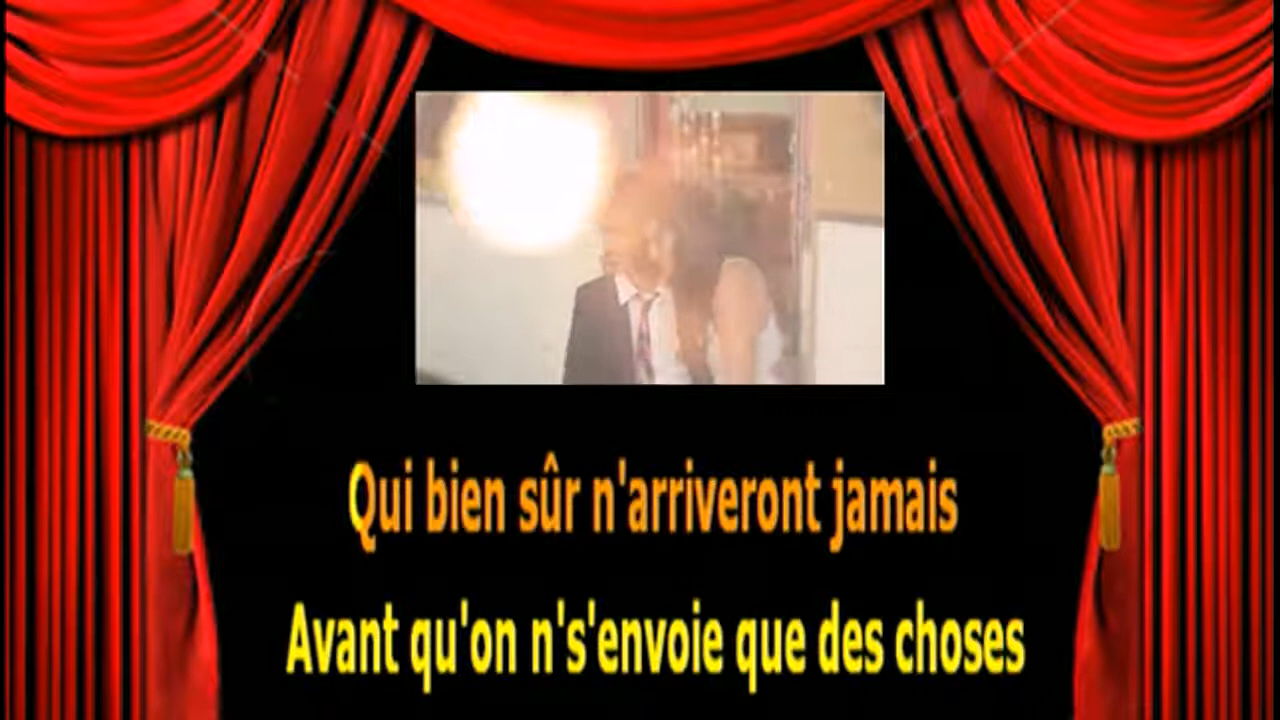 Qui bien sûr n'arriveront jamais
Avant qu'on n's'envoie que des choses